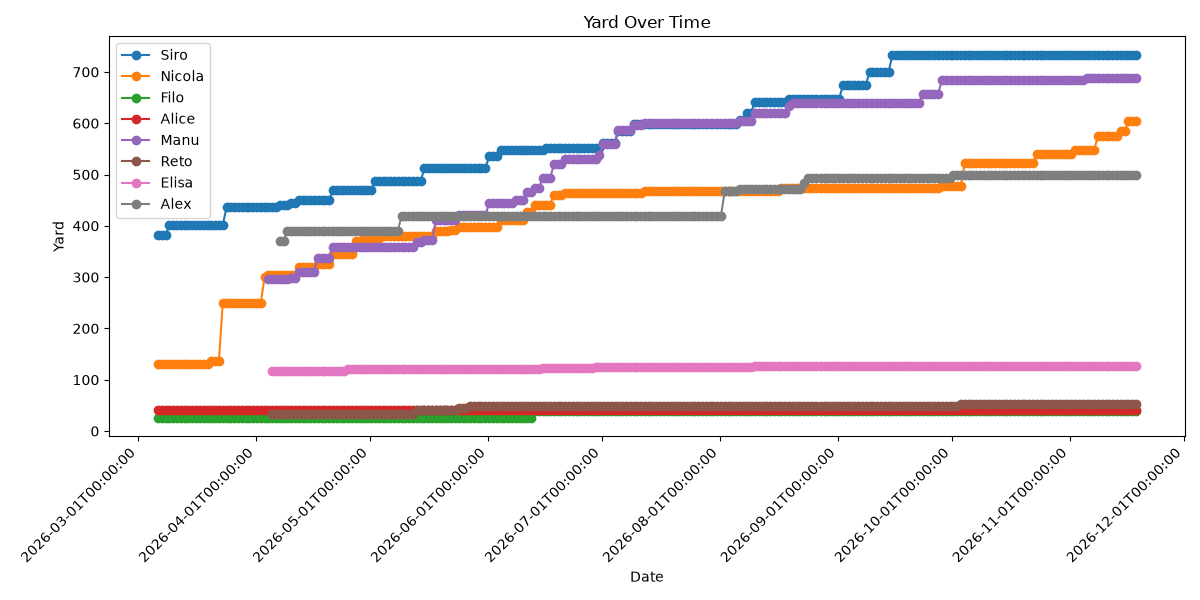 Yard Over Time
Siro
Nicola
Filo
Alice
Manu
Reto
Elisa
Alex
Yard
700
600
500
400
300
200
100
0
2026-03-01T00:00:00
2026-04-01T00:00:00
2026-05-01T00:00:00
2026-06-01T00:00:00
2026-07-01T00:00:00
2026-08-01T00:00:00
2026-09-01T00:00:00
2026-10-01T00:00:00
2026-11-01T00:00:00
2026-12-01T00:00:00
Date